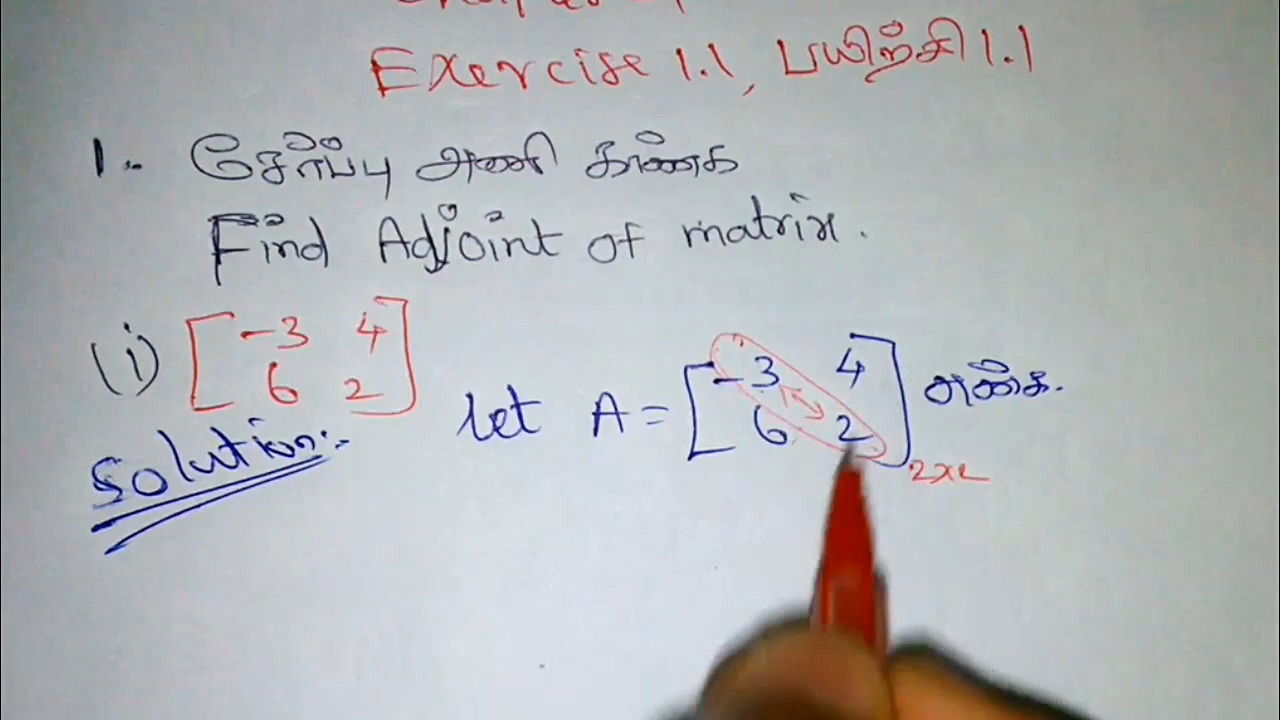 Exercise 1.1, பயிற்சி 1.1
1. சேர்ப்பு அணி காண்க
Find Adjoint of matrix.
(i) [-3 4
6 2]
Solution:-
let A = [-3 4
6 2] 2x2 என்க.